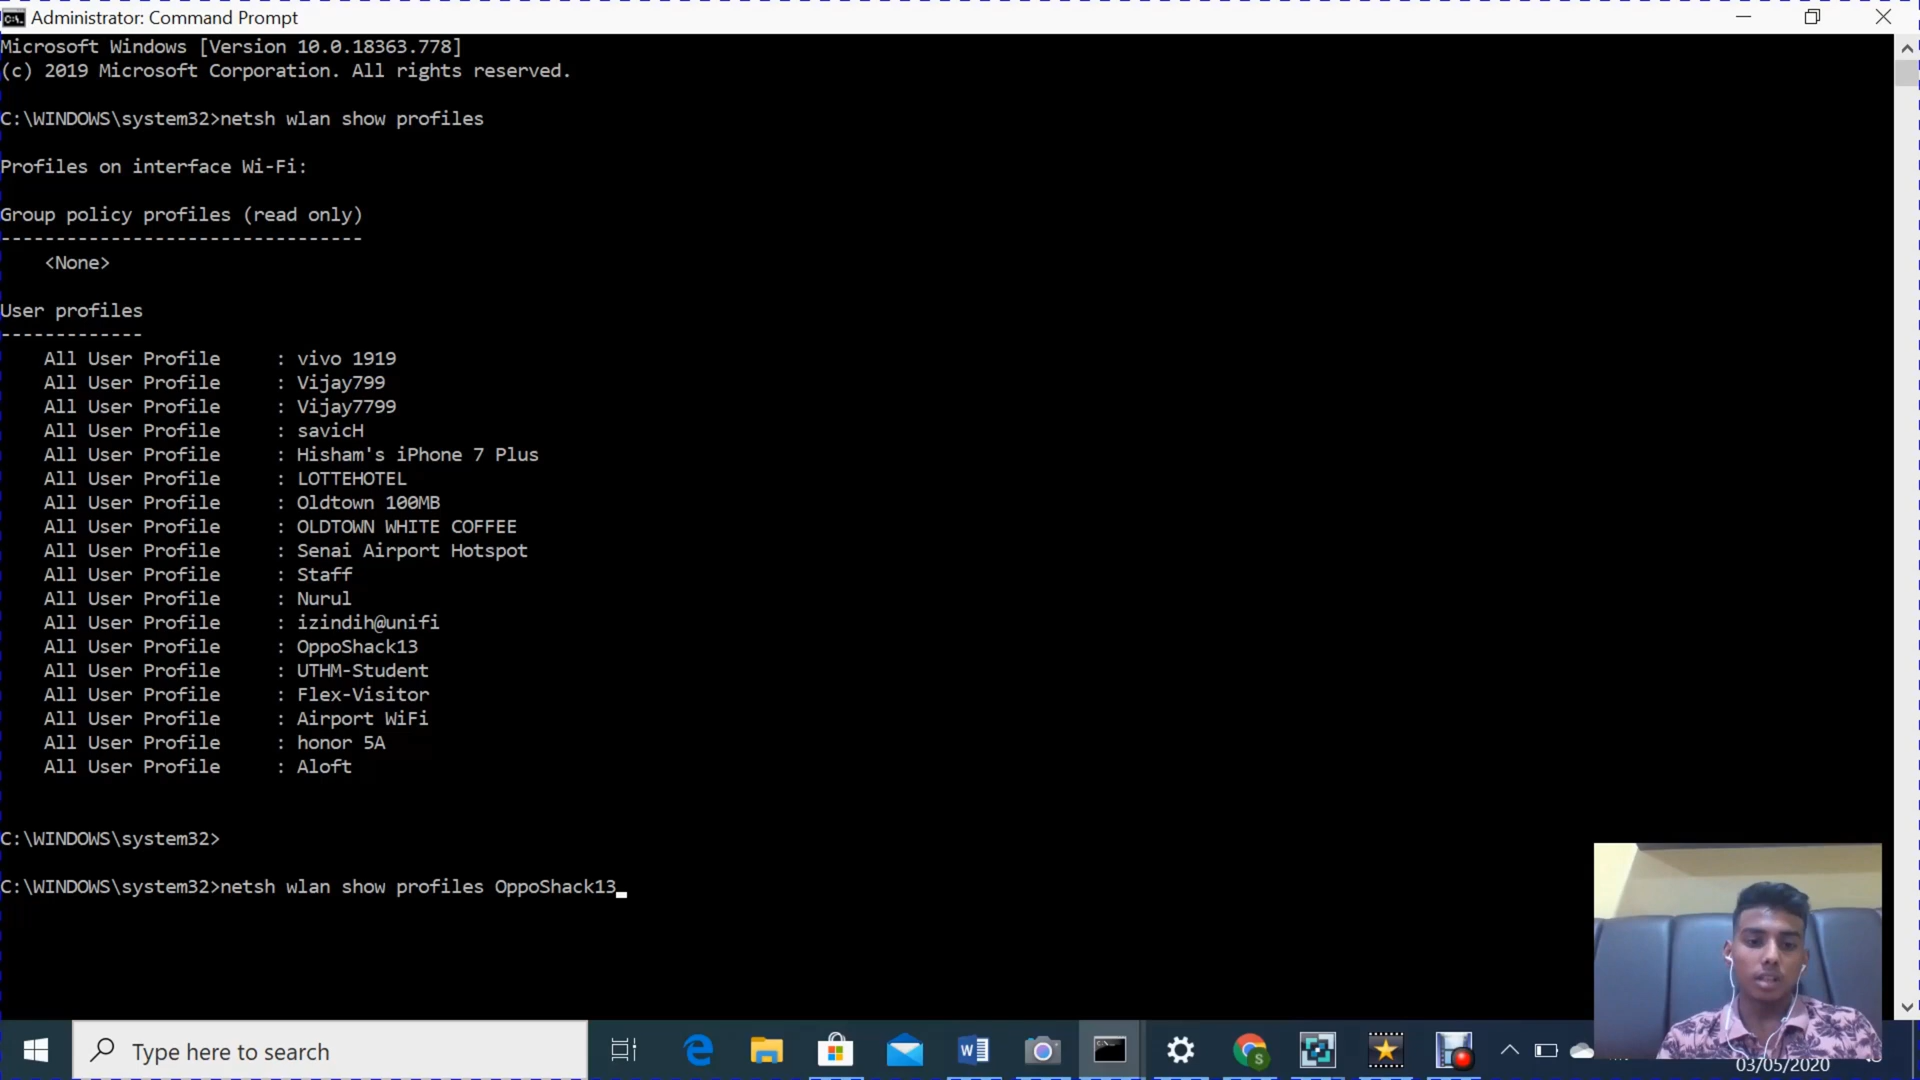 Administrator: Command Prompt
Microsoft Windows [Version 10.0.18363.778]
(c) 2019 Microsoft Corporation. All rights reserved.
C:\WINDOWS\system32>netsh wlan show profiles
Profiles on interface Wi-Fi:
Group policy profiles (read only)
---------------------------------
<None>
User profiles
-------------
All User Profile     : vivo 1919
All User Profile     : Vijay799
All User Profile     : Vijay7799
All User Profile     : savicH
All User Profile     : Hisham's iPhone 7 Plus
All User Profile     : LOTTEHOTEL
All User Profile     : Oldtown 100MB
All User Profile     : OLDTOWN WHITE COFFEE
All User Profile     : Senai Airport Hotspot
All User Profile     : Staff
All User Profile     : Nurul
All User Profile     : izindih@unifi
All User Profile     : OppoShack13
All User Profile     : UTHM-Student
All User Profile     : Flex-Visitor
All User Profile     : Airport WiFi
All User Profile     : honor 5A
All User Profile     : Aloft
C:\WINDOWS\system32>
C:\WINDOWS\system32>netsh wlan show profiles OppoShack13_
Type here to search
03/05/2020